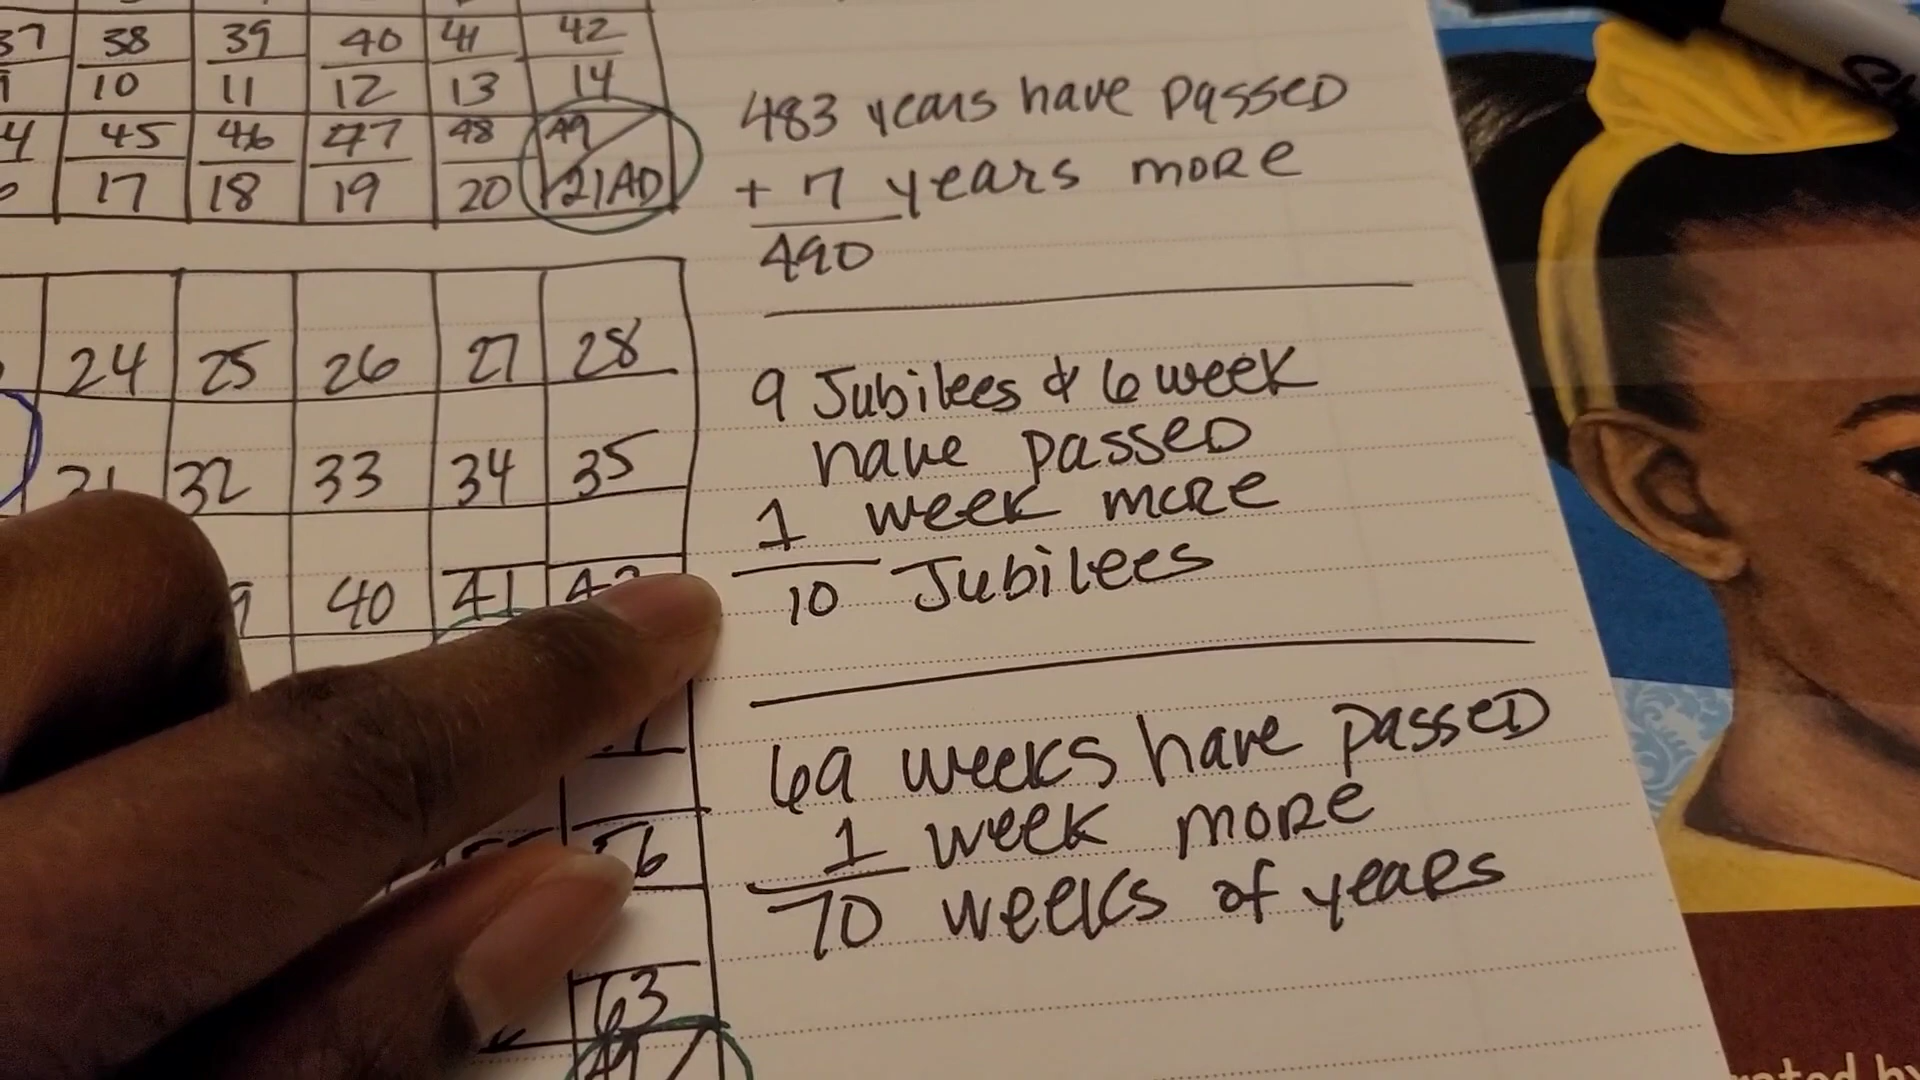 37 38 39 40 41 42
10 11 12 13 14
4 45 46 47 48 49
17 18 19 20 21AD
24 25 26 27 28
32 33 34 35
40 41
56
63
483 years have passed
+ 7 years more
490
9 Jubilees & 6 week
have passed
1 week more
10 Jubilees
69 weeks have passed
1 week more
70 weeks of years